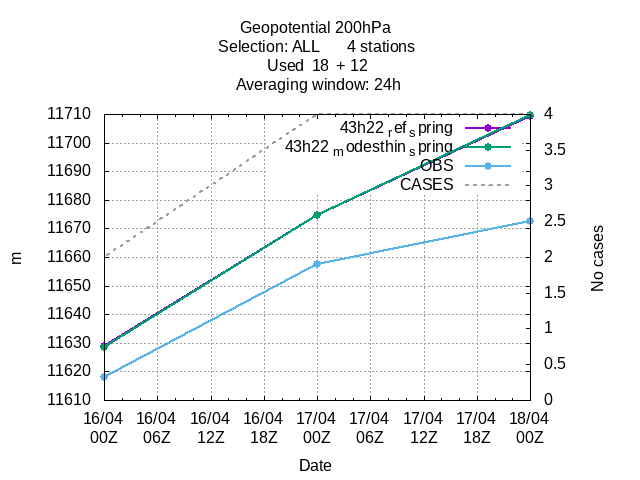 Geopotential 200hPa
Selection: ALL 4 stations
Used 18 + 12
Averaging window: 24h
11710
11700
11690
11680
11670
11660
11650
11640
11630
11620
11610
m
43h22 ref spring
43h22 modesthin spring
OBS
CASES
4
3.5
3
2.5
2
1.5
1
0.5
0
No cases
16/04 16/04 16/04 16/04 17/04 17/04 17/04 17/04 18/04
00Z 06Z 12Z 18Z 00Z 06Z 12Z 18Z 00Z
Date